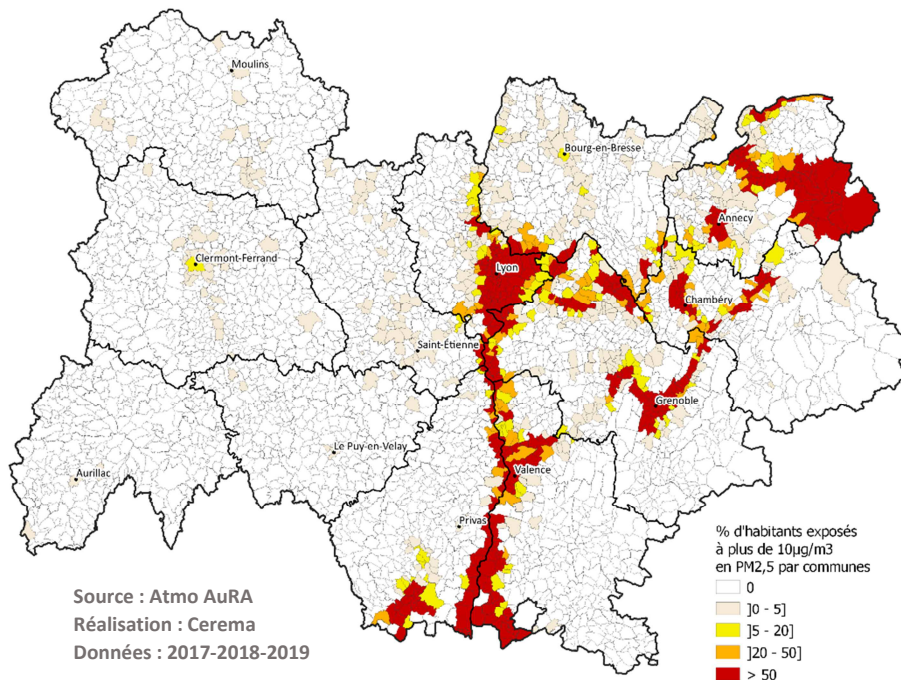 Moulins
Bourg-en-Bresse
Annecy
Clermont-Ferrand
Lyon
Chambéry
Saint-Étienne
Grenoble
Le Puy-en-Velay
Valence
Aurillac
Privas
% d'habitants exposés
à plus de 10µg/m3
en PM2,5 par communes
0
]0 - 5]
]5 - 20]
]20 - 50]
> 50
Source : Atmo AuRA
Réalisation : Cerema
Données : 2017-2018-2019